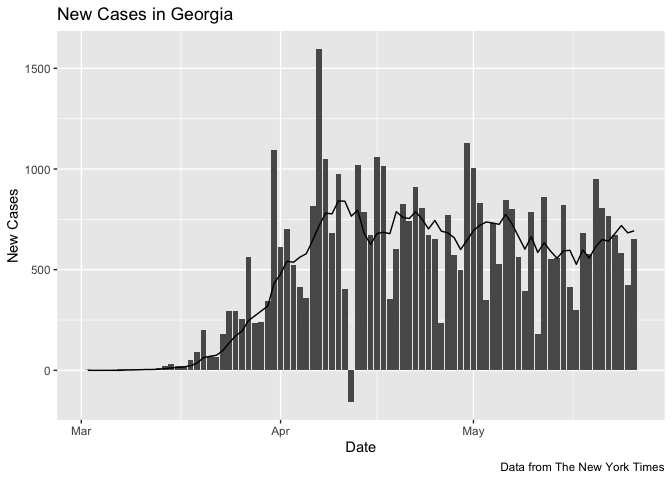 New Cases in Georgia
1500
1000
500
0
New Cases
Mar
Apr
May
Date
Data from The New York Times